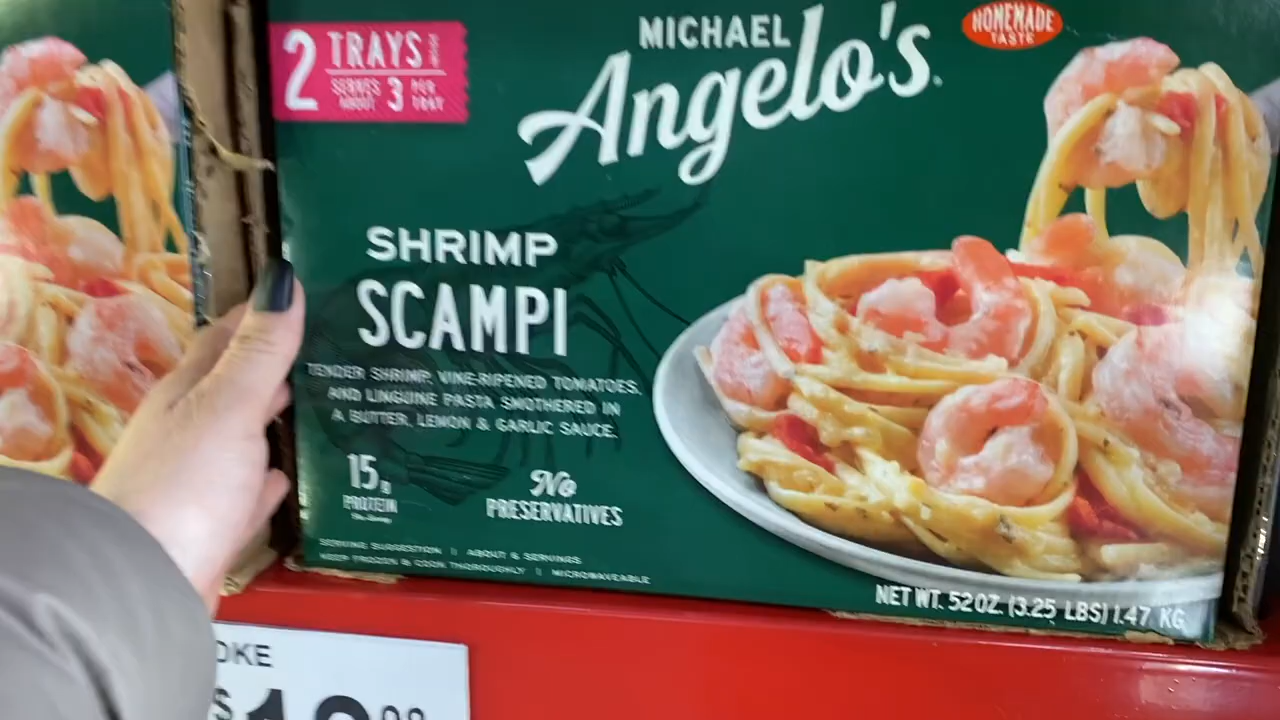 2 TRAYS
SERVES ABOUT 3 PER TRAY
MICHAEL
Angelo's
HOMEMADE
TASTE
SHRIMP
SCAMPI
TENDER SHRIMP, VINE-RIPENED TOMATOES,
AND LINGUINE PASTA SMOTHERED IN
A BUTTER, LEMON & GARLIC SAUCE.
15g
PROTEIN
No
PRESERVATIVES
SERVING SUGGESTION | ABOUT 6 SERVINGS
KEEP FROZEN & COOK THOROUGHLY | MICROWAVEABLE
NET WT. 52 OZ. (3.25 LBS) 1.47 KG
OKE
$